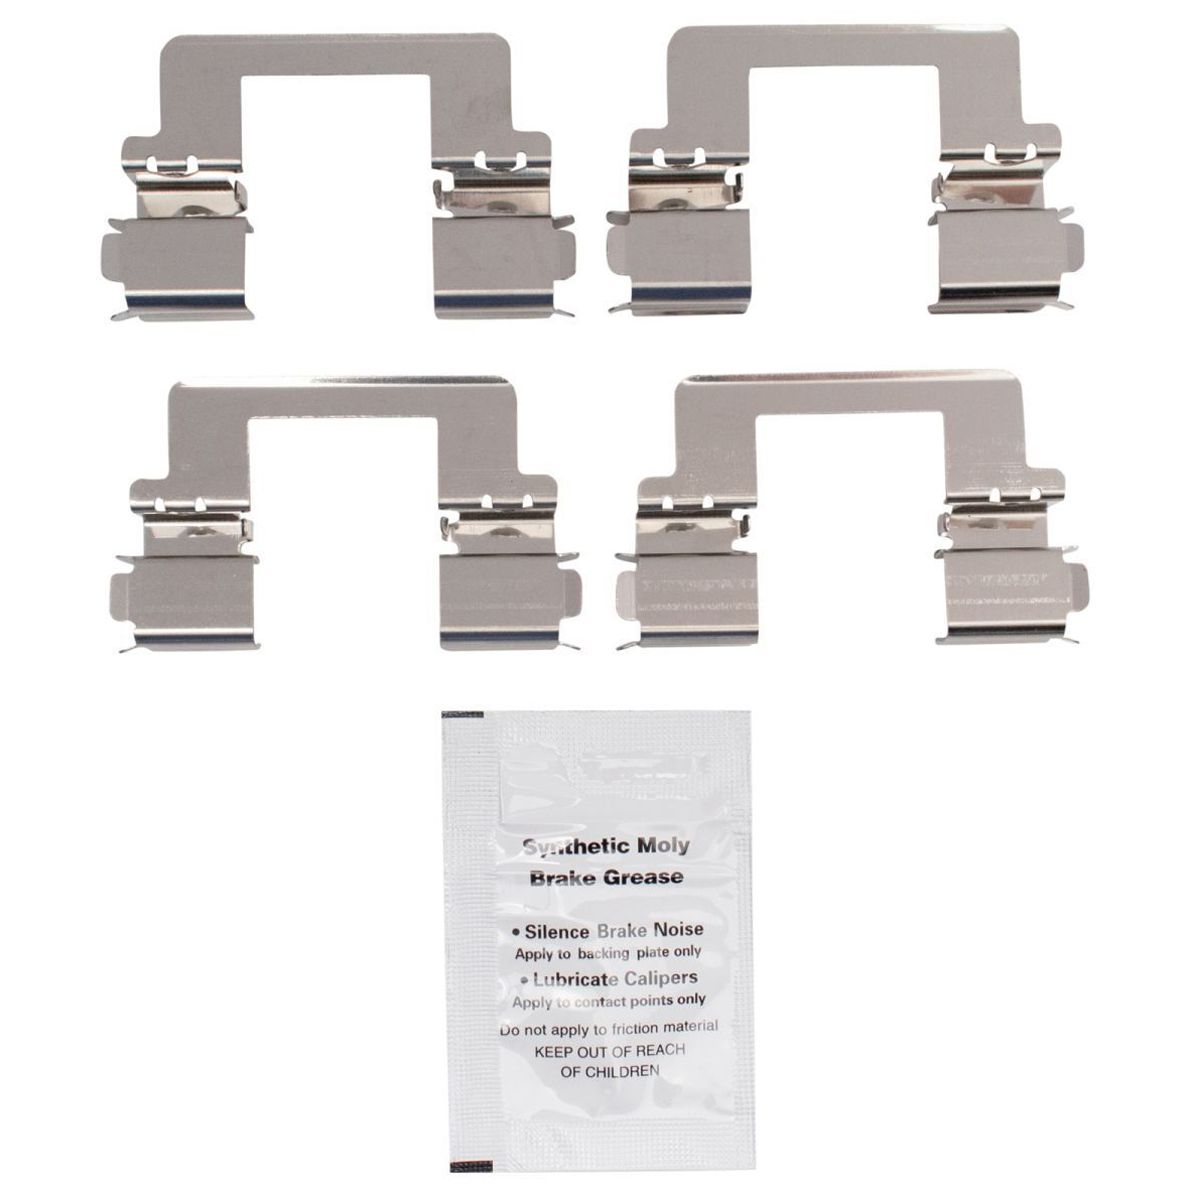 Synthetic Moly
Brake Grease
• Silence Brake Noise
Apply to backing plate only
• Lubricate Calipers
Apply to contact points only
Do not apply to friction material
KEEP OUT OF REACH
OF CHILDREN